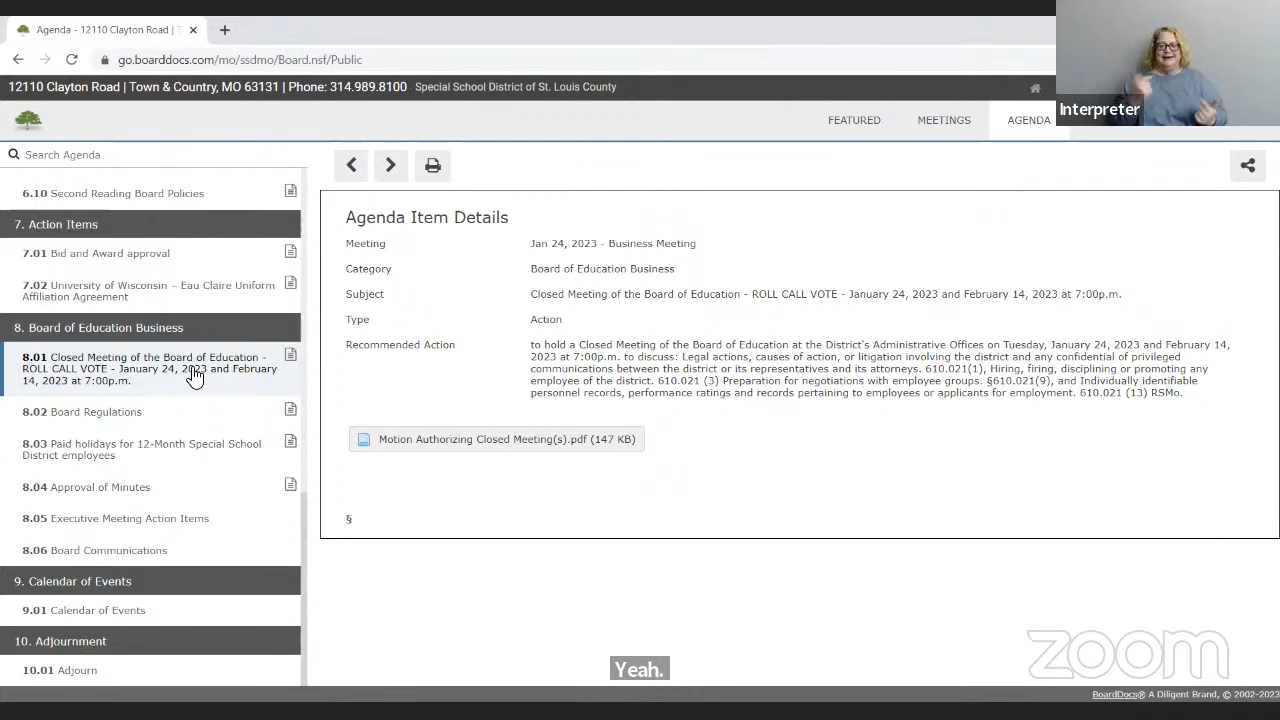 Agenda - 12110 Clayton Road |
go.boarddocs.com/mo/ssdmo/Board.nsf/Public
12110 Clayton Road | Town & Country, MO 63131 | Phone: 314.989.8100 Special School District of St. Louis County
Interpreter
FEATURED MEETINGS AGENDA
Search Agenda
6.10 Second Reading Board Policies
7. Action Items
7.01 Bid and Award approval
7.02 University of Wisconsin – Eau Claire Uniform
Affiliation Agreement
8. Board of Education Business
8.01 Closed Meeting of the Board of Education -
ROLL CALL VOTE - January 24, 2023 and February
14, 2023 at 7:00p.m.
8.02 Board Regulations
8.03 Paid holidays for 12-Month Special School
District employees
8.04 Approval of Minutes
8.05 Executive Meeting Action Items
8.06 Board Communications
9. Calendar of Events
9.01 Calendar of Events
10. Adjournment
10.01 Adjourn
Agenda Item Details
Meeting Jan 24, 2023 - Business Meeting
Category Board of Education Business
Subject Closed Meeting of the Board of Education - ROLL CALL VOTE - January 24, 2023 and February 14, 2023 at 7:00p.m.
Type Action
Recommended Action to hold a Closed Meeting of the Board of Education at the District's Administrative Offices on Tuesday, January 24, 2023 and February 14,
2023 at 7:00p.m. to discuss: Legal actions, causes of action, or litigation involving the district and any confidential of privileged
communications between the district or its representatives and its attorneys. 610.021(1), Hiring, firing, disciplining or promoting any
employee of the district. 610.021 (3) Preparation for negotiations with employee groups. §610.021(9), and Individually identifiable
personnel records, performance ratings and records pertaining to employees or applicants for employment. 610.021 (13) RSMo.
Motion Authorizing Closed Meeting(s).pdf (147 KB)
§
Yeah.
zoom
BoardDocs® A Diligent Brand, © 2002-2023